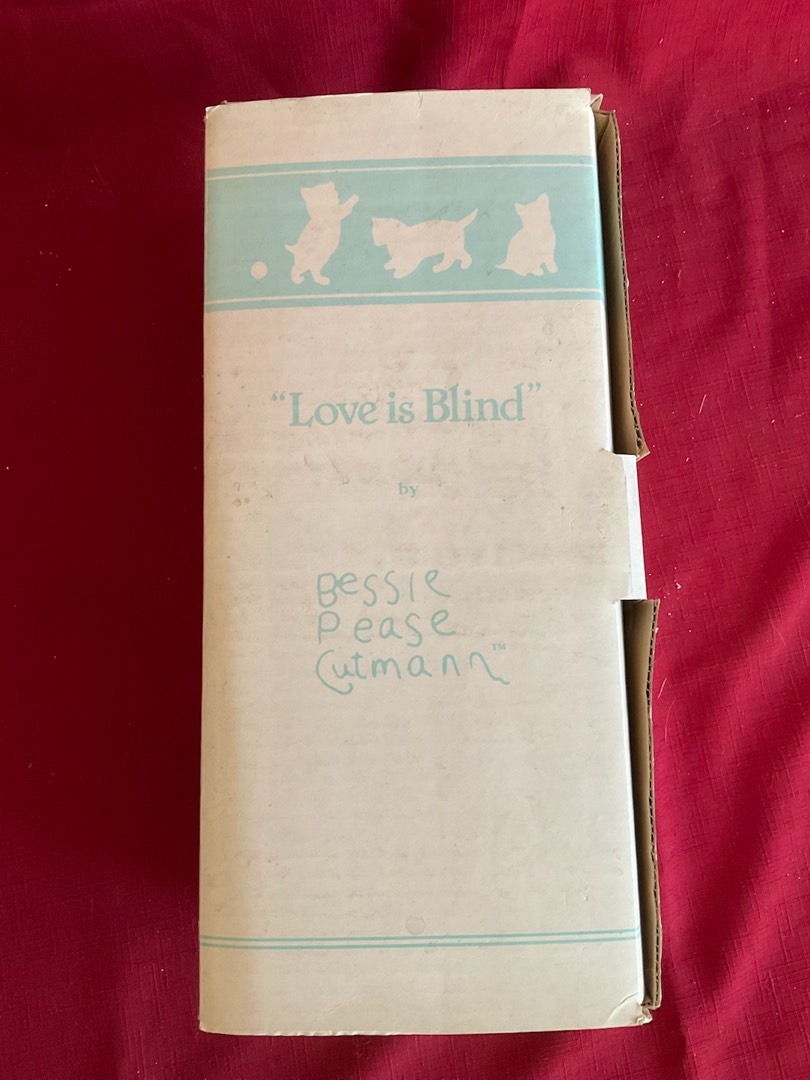 “Love is Blind”
by
Bessie
Pease
Gutmann™